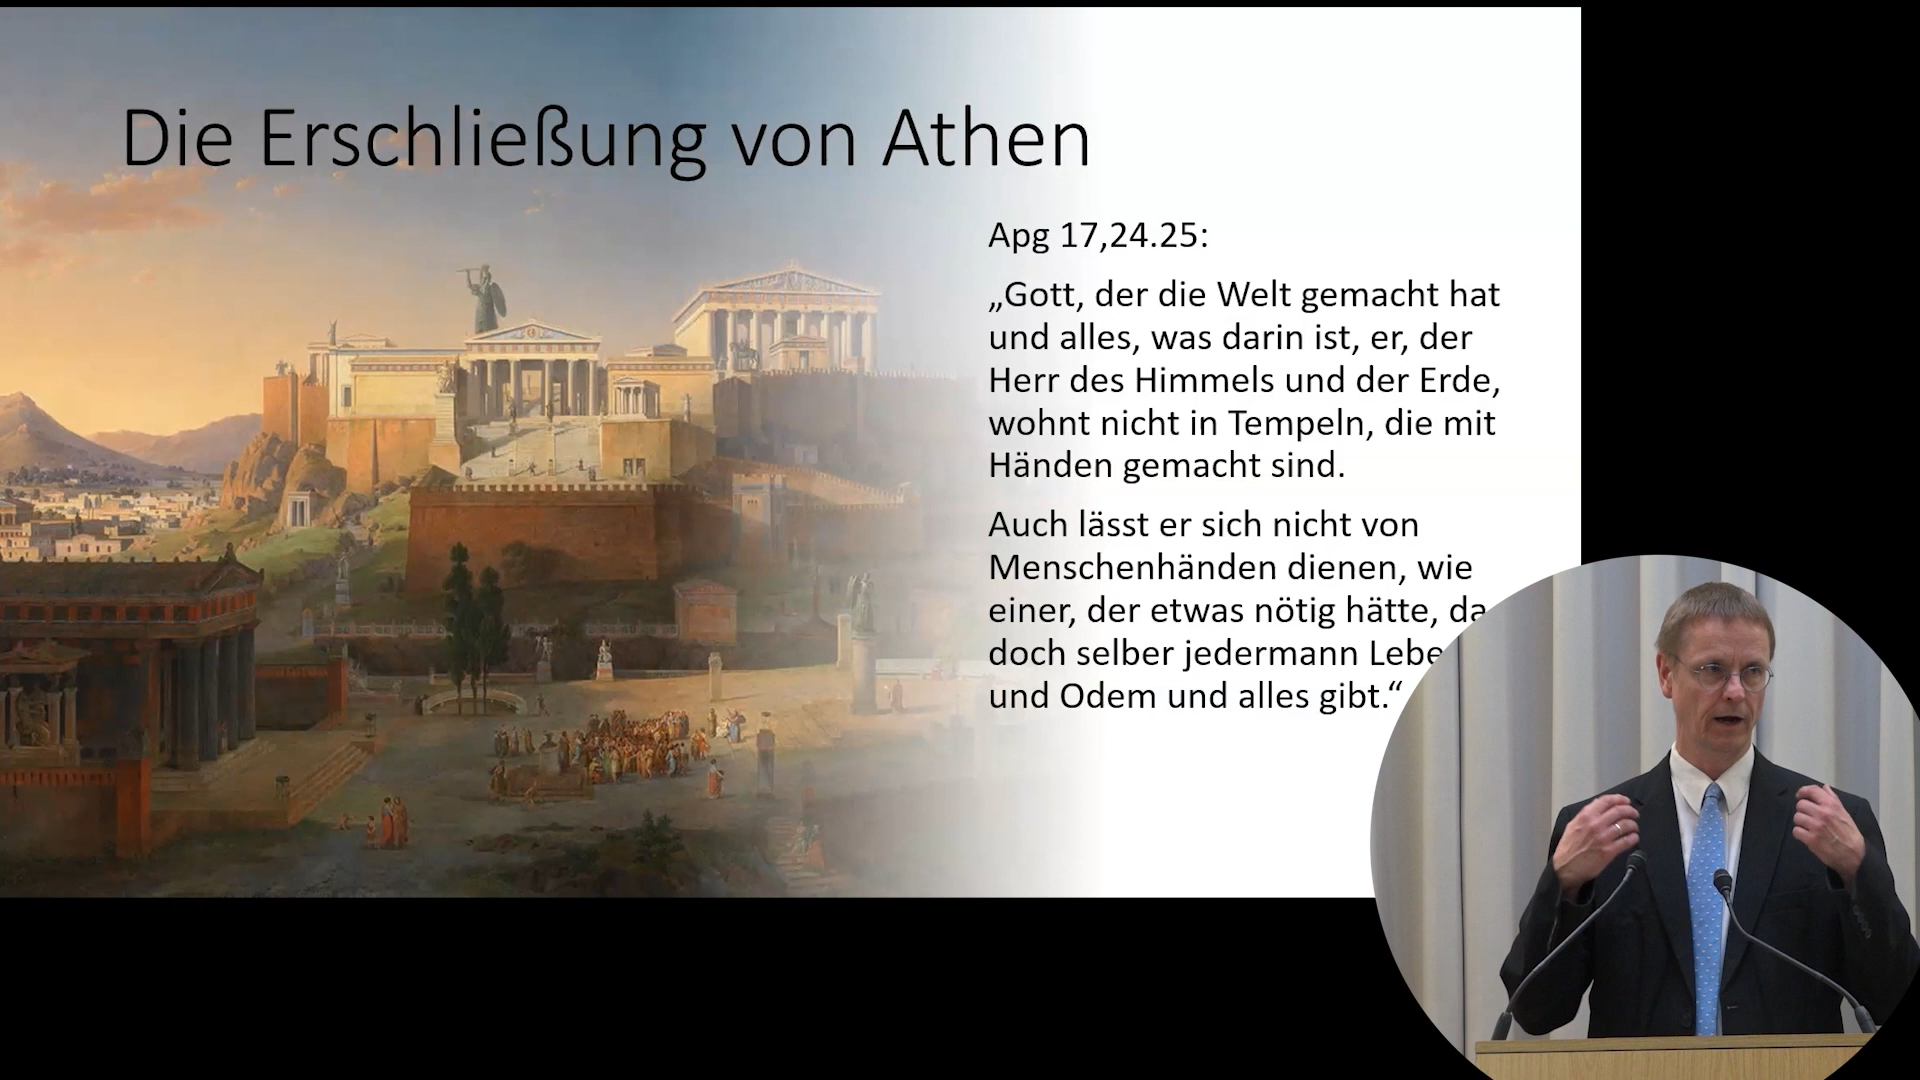 Die Erschließung von Athen
Apg 17,24.25:
„Gott, der die Welt gemacht hat
und alles, was darin ist, er, der
Herr des Himmels und der Erde,
wohnt nicht in Tempeln, die mit
Händen gemacht sind.
Auch lässt er sich nicht von
Menschenhänden dienen, wie
einer, der etwas nötig hätte, da
doch selber jedermann Lebe
und Odem und alles gibt.“